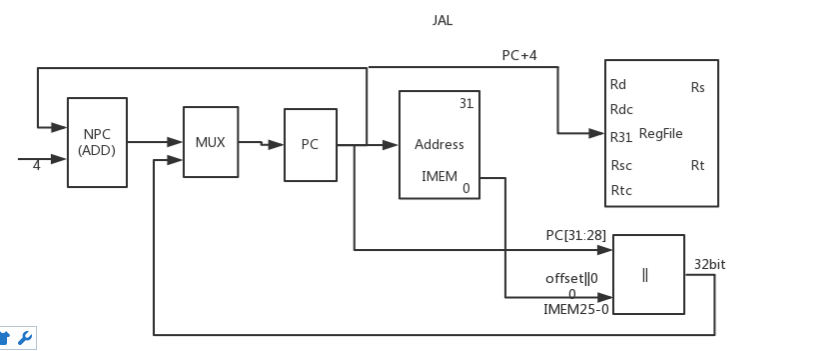 JAL
PC+4
NPC
(ADD)
4
MUX
PC
31
Address
IMEM
0
Rd
Rs
Rdc
R31
RegFile
Rsc
Rt
Rtc
PC[31:28]
offset||0
0
IMEM25-0
||
32bit